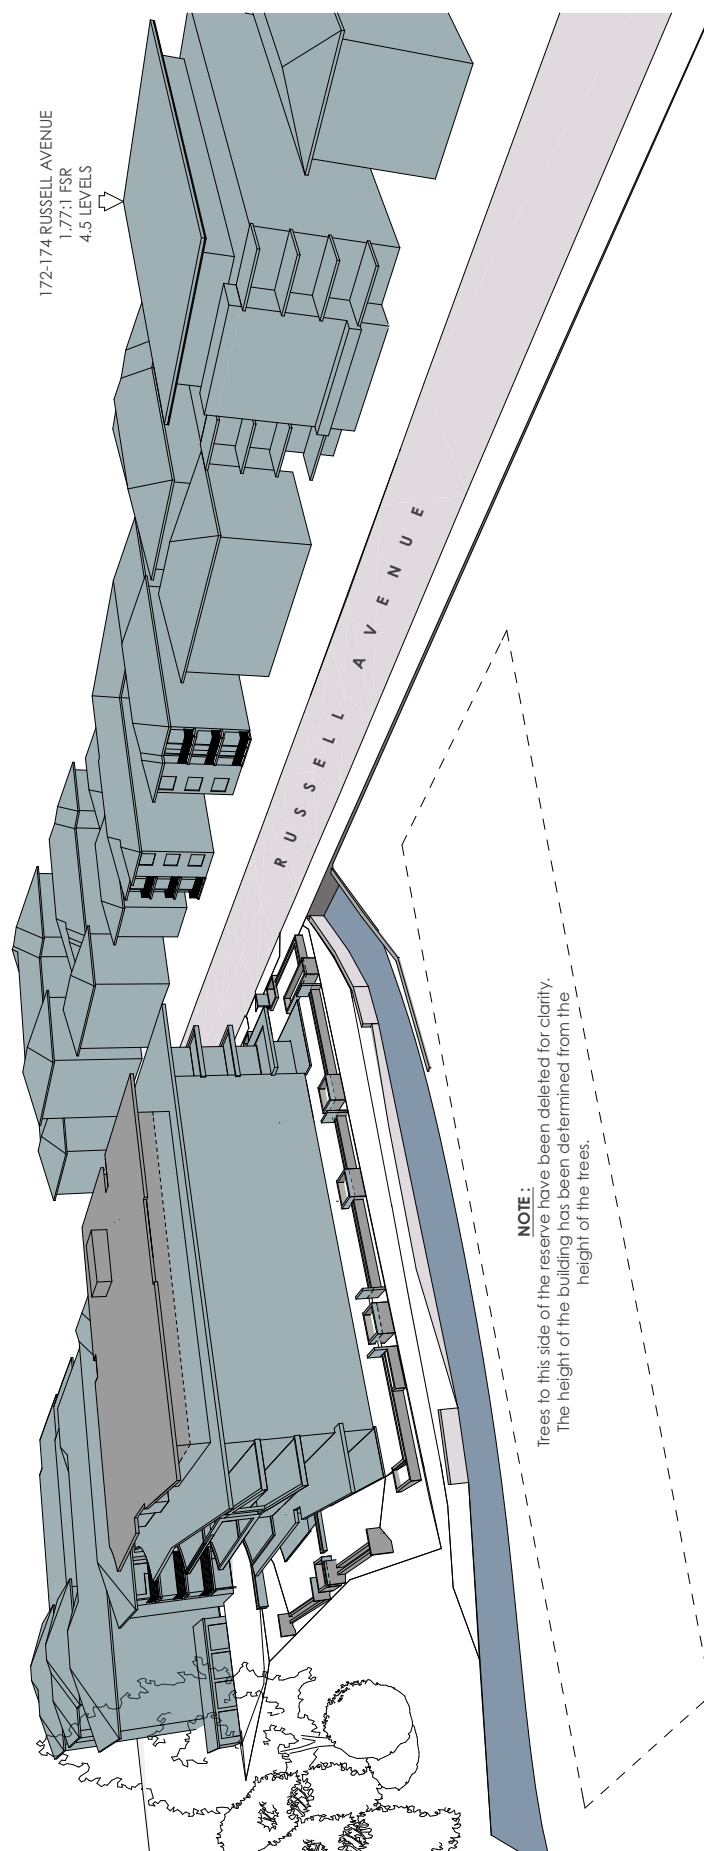 172-174 RUSSELL AVENUE
1.77:1 FSR
4.5 LEVELS
RUSSELL AVENUE
NOTE :
Trees to this side of the reserve have been deleted for clarity.
The height of the building has been determined from the
height of the trees.